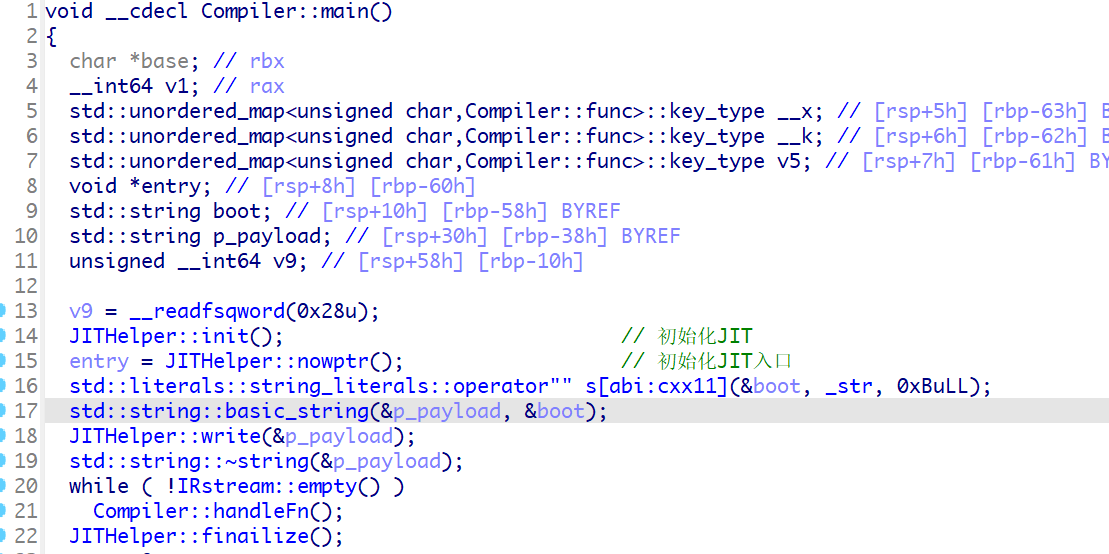 1 void __cdecl Compiler::main()
2 {
3 char *base; // rbx
4 __int64 v1; // rax
5 std::unordered_map<unsigned char,Compiler::func>::key_type __x; // [rsp+5h] [rbp-63h] B
6 std::unordered_map<unsigned char,Compiler::func>::key_type __k; // [rsp+6h] [rbp-62h] B
7 std::unordered_map<unsigned char,Compiler::func>::key_type v5; // [rsp+7h] [rbp-61h] BY
8 void *entry; // [rsp+8h] [rbp-60h]
9 std::string boot; // [rsp+10h] [rbp-58h] BYREF
10 std::string p_payload; // [rsp+30h] [rbp-38h] BYREF
11 unsigned __int64 v9; // [rsp+58h] [rbp-10h]
12
13 v9 = __readfsqword(0x28u);
14 JITHelper::init(); // 初始化JIT
15 entry = JITHelper::nowptr(); // 初始化JIT入口
16 std::literals::string_literals::operator"" s[abi:cxx11](&boot, _str, 0xBuLL);
17 std::string::basic_string(&p_payload, &boot);
18 JITHelper::write(&p_payload);
19 std::string::~string(&p_payload);
20 while ( !IRstream::empty() )
21 Compiler::handleFn();
22 JITHelper::finailize();